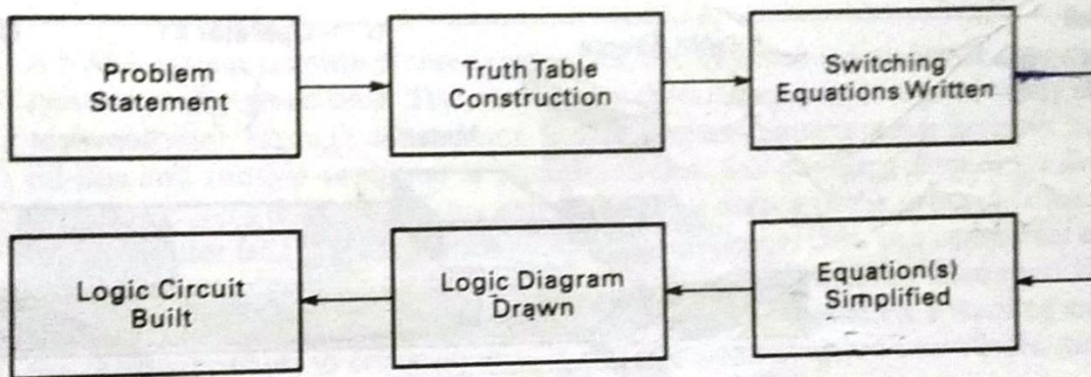 Problem
Statement
Truth Table
Construction
Switching
Equations Written
Logic Circuit
Built
Logic Diagram
Drawn
Equation(s)
Simplified